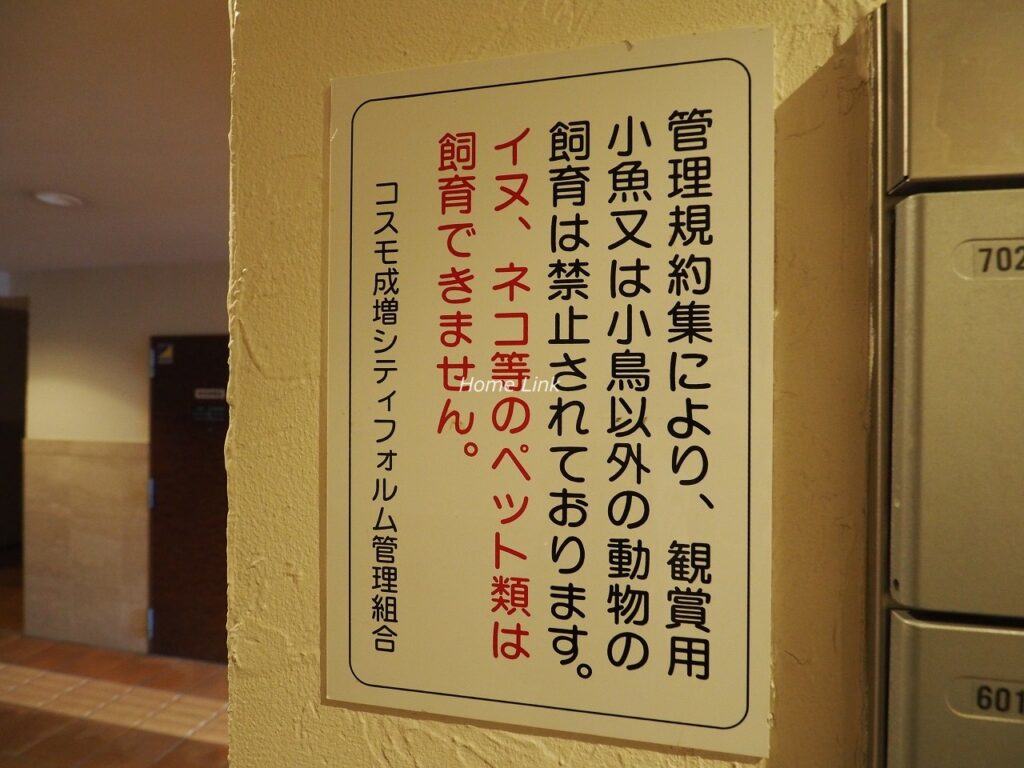 管理規約集により、観賞用
小魚又は小鳥以外の動物の
飼育は禁止されております。
イヌ、ネコ等のペット類は
飼育できません。
コスモ成増シティフォルム管理組合
Home Link
702
601